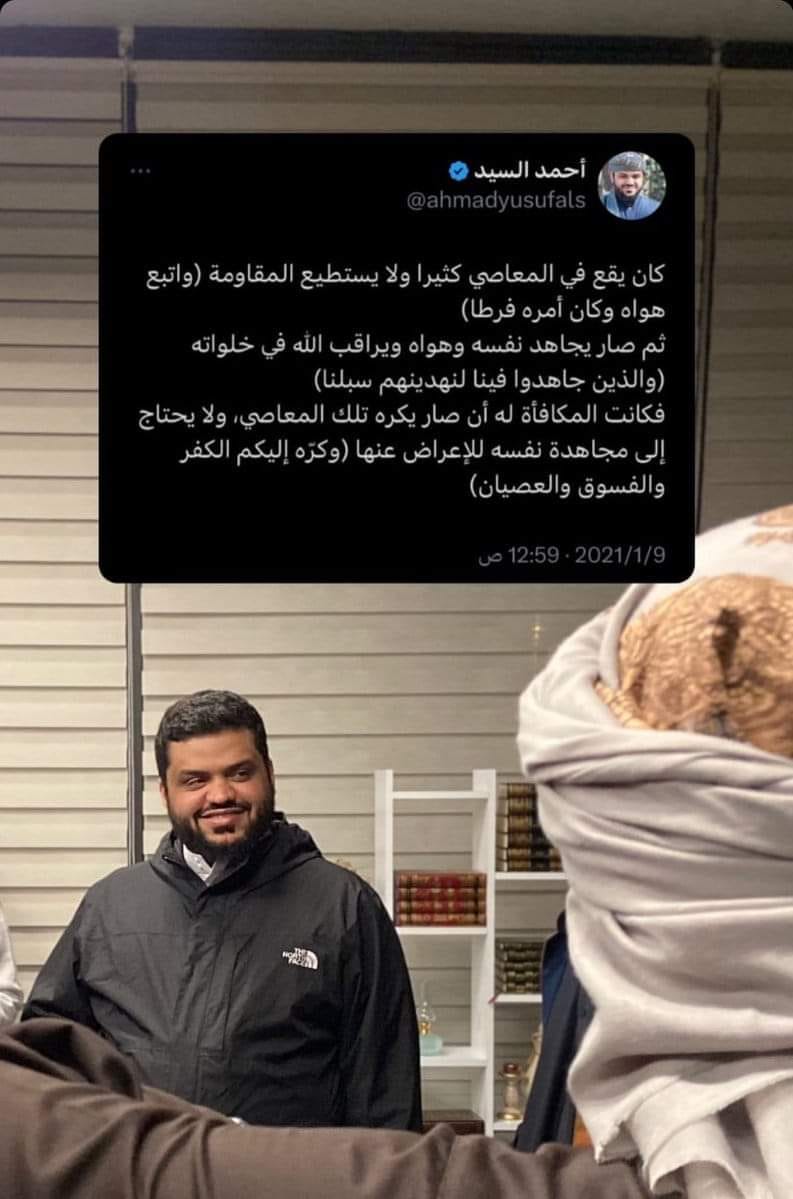 أحمد السيد
@ahmadyusufals
كان يقع في المعاصي كثيرا ولا يستطيع المقاومة (واتبع
هواه وكان أمره فرطا)
ثم صار يجاهد نفسه وهواه ويراقب الله في خلواته
(والذين جاهدوا فينا لنهدينهم سبلنا)
فكانت المكافأة له أن صار يكره تلك المعاصي، ولا يحتاج
إلى مجاهدة نفسه للإعراض عنها (وكرّه إليكم الكفر
والفسوق والعصيان)
2021/1/9 · 12:59 ص
THE
NORTH
FACE